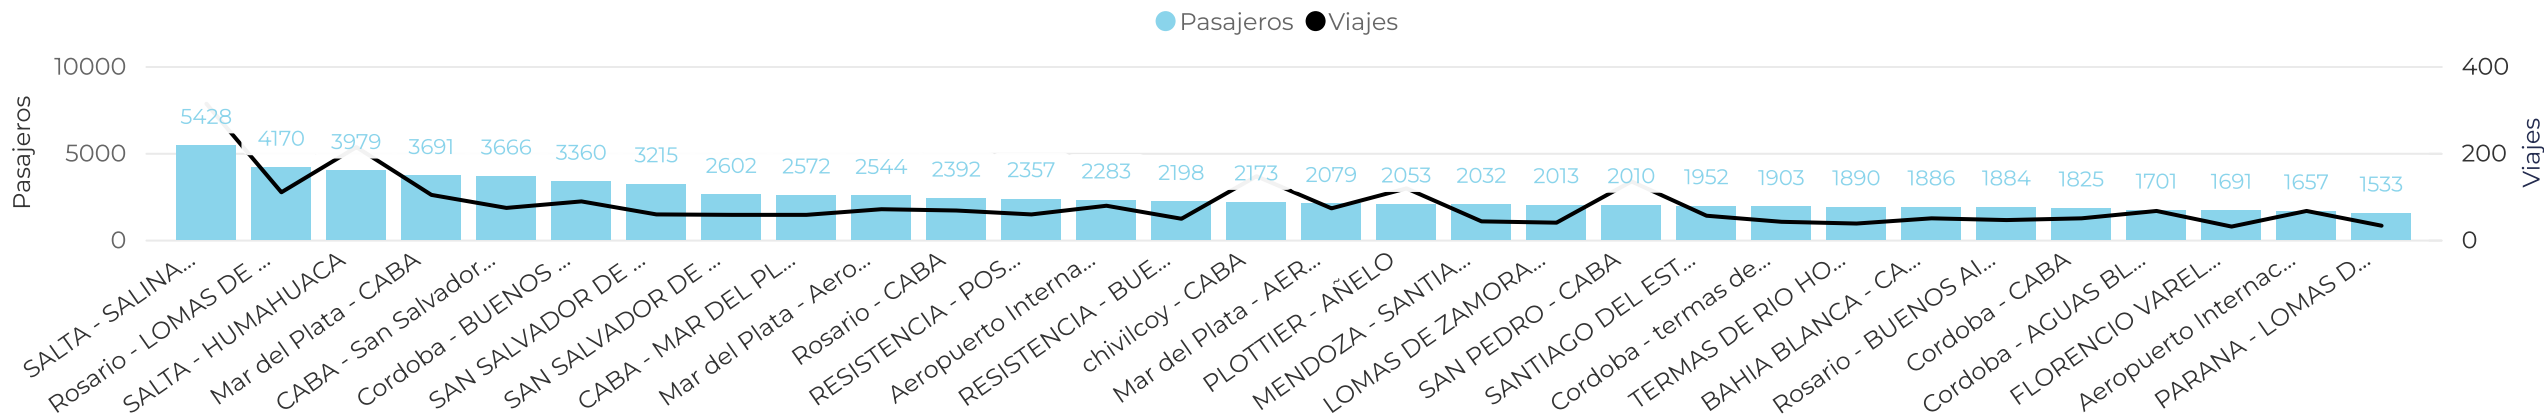 Pasajeros Viajes
10000
5000
0
Pasajeros
400
200
0
Viajes
5428 4170 3979 3691 3666 3360 3215 2602 2572 2544 2392 2357 2283 2198 2173 2079 2053 2032 2013 2010 1952 1903 1890 1886 1884 1825 1701 1691 1657 1533
SALTA - SALINA...
Rosario - LOMAS DE ...
SALTA - HUMAHUACA
Mar del Plata - CABA
CABA - San Salvador...
Cordoba - BUENOS ...
SAN SALVADOR DE ...
SAN SALVADOR DE ...
CABA - MAR DEL PL...
Mar del Plata - Aero...
Rosario - CABA
RESISTENCIA - POS...
Aeropuerto Interna...
RESISTENCIA - BUE...
chivilcoy - CABA
Mar del Plata - AER...
PLOTTIER - AÑELO
MENDOZA - SANTIA...
LOMAS DE ZAMORA...
SAN PEDRO - CABA
SANTIAGO DEL EST...
Cordoba - termas de...
TERMAS DE RIO HO...
BAHIA BLANCA - CA...
Rosario - BUENOS AI...
Cordoba - CABA
Cordoba - AGUAS BL...
FLORENCIO VAREL...
Aeropuerto Internac...
PARANA - LOMAS D...